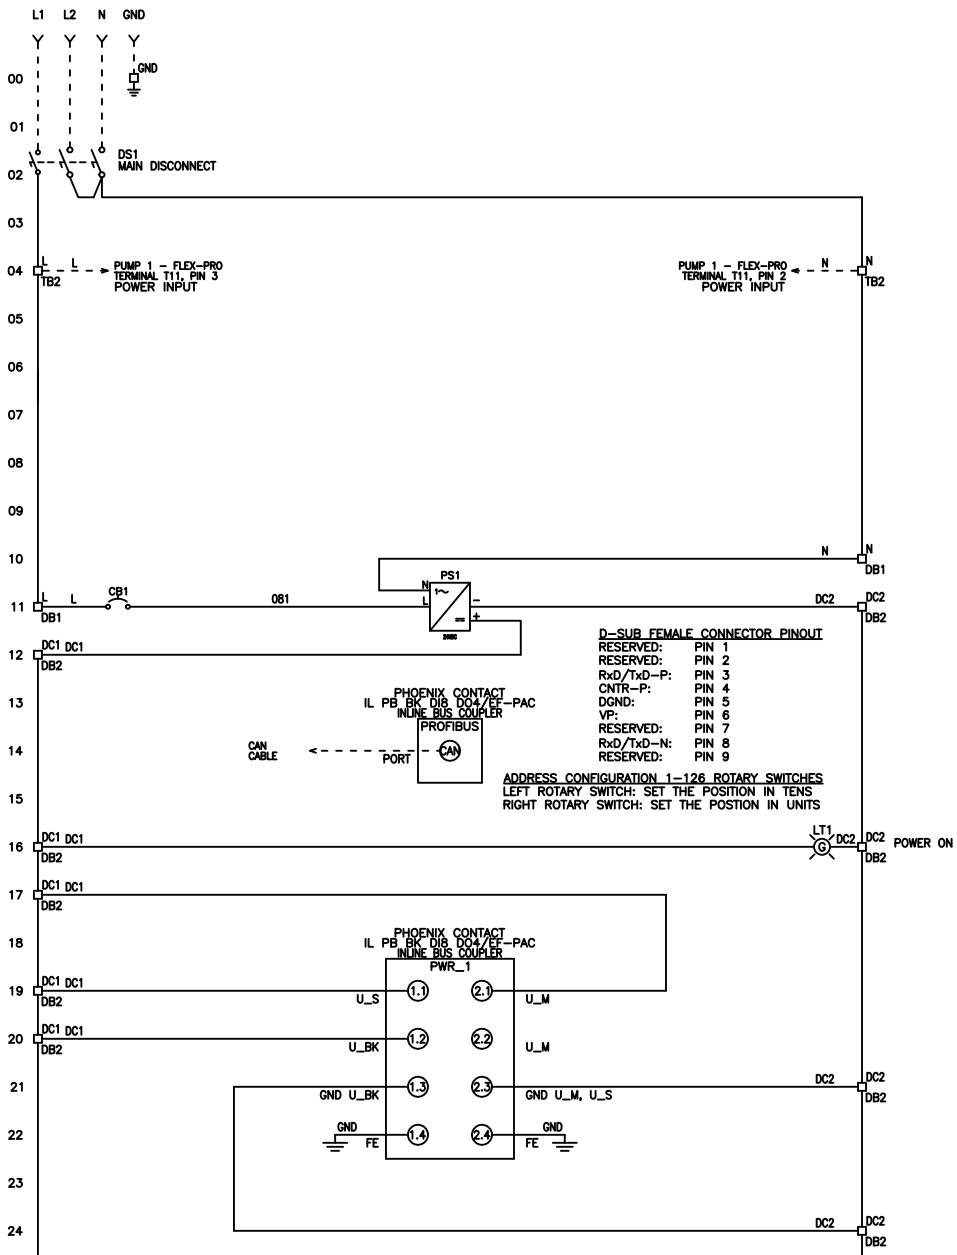 L1 L2 N GND
00 GND
01
DS1
MAIN DISCONNECT
02
03
L L PUMP 1 - FLEX-PRO PUMP 1 - FLEX-PRO N N
04 TERMINAL T11, PIN 3 TERMINAL T11, PIN 2
TB2 POWER INPUT POWER INPUT TB2
05
06
07
08
09
10 N N
DB1
PS1
CB1 N 1~
L L 081 L - DC2 DC2
11 DB1 + DB2
24VDC
D-SUB FEMALE CONNECTOR PINOUT
DC1 DC1 RESERVED: PIN 1
12 DB2 RESERVED: PIN 2
RxD/TxD-P: PIN 3
CNTR-P: PIN 4
DGND: PIN 5
VP: PIN 6
RESERVED: PIN 7
RxD/TxD-N: PIN 8
RESERVED: PIN 9
PHOENIX CONTACT
13 IL PB BK DI8 DO4/EF-PAC
INLINE BUS COUPLER
PROFIBUS
14 CAN
CABLE PORT CAN
ADDRESS CONFIGURATION 1-126 ROTARY SWITCHES
LEFT ROTARY SWITCH: SET THE POSITION IN TENS
15 RIGHT ROTARY SWITCH: SET THE POSTION IN UNITS
LT1
16 DC1 DC1 G DC2 DC2 POWER ON
DB2 DB2
17 DC1 DC1
DB2
PHOENIX CONTACT
18 IL PB BK DI8 DO4/EF-PAC
INLINE BUS COUPLER
PWR_1
19 DC1 DC1 1.1 2.1
DB2 U_S U_M
20 DC1 DC1 1.2 2.2
DB2 U_BK U_M
21 1.3 2.3 DC2 DC2
GND U_BK GND U_M, U_S DB2
22 GND 1.4 2.4 GND
FE FE
23
24 DC2 DC2
DB2